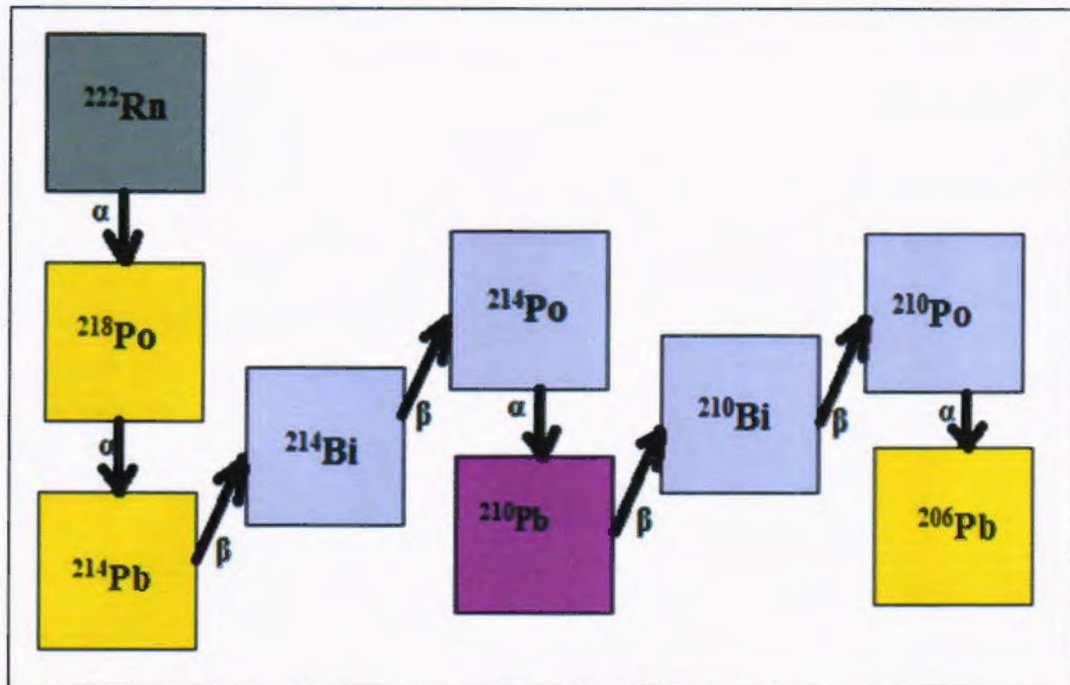 ²²²Rn
α
²¹⁸Po
α
²¹⁴Pb
β
²¹⁴Bi
β
²¹⁴Po
α
²¹⁰Pb
β
²¹⁰Bi
β
²¹⁰Po
α
²⁰⁶Pb